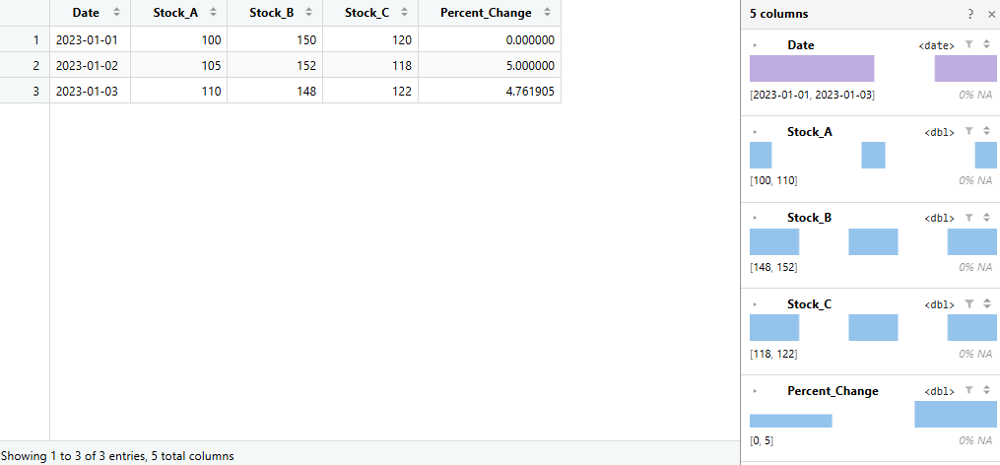 Date Stock_A Stock_B Stock_C Percent_Change
1 2023-01-01 100 150 120 0.000000
2 2023-01-02 105 152 118 5.000000
3 2023-01-03 110 148 122 4.761905
Showing 1 to 3 of 3 entries, 5 total columns
5 columns ? ×
Date <date>
[2023-01-01, 2023-01-03] 0% NA
Stock_A <dbl>
[100, 110] 0% NA
Stock_B <dbl>
[148, 152] 0% NA
Stock_C <dbl>
[118, 122] 0% NA
Percent_Change <dbl>
[0, 5] 0% NA